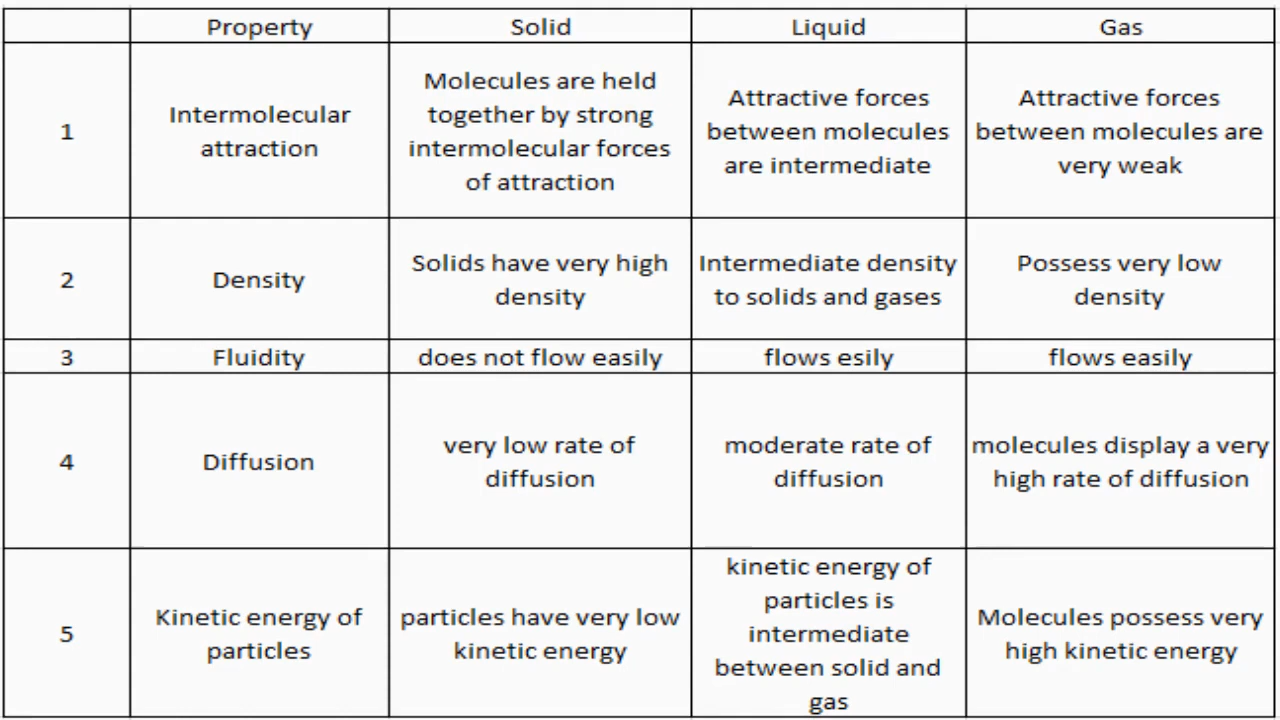 Property Solid Liquid Gas
1
Intermolecular
attraction
Molecules are held
together by strong
intermolecular forces
of attraction
Attractive forces
between molecules
are intermediate
Attractive forces
between molecules are
very weak
2
Density
Solids have very high
density
Intermediate density
to solids and gases
Possess very low
density
3 Fluidity does not flow easily flows esily flows easily
4
Diffusion
very low rate of
diffusion
moderate rate of
diffusion
molecules display a very
high rate of diffusion
5
Kinetic energy of
particles
particles have very low
kinetic energy
kinetic energy of
particles is
intermediate
between solid and
gas
Molecules possess very
high kinetic energy